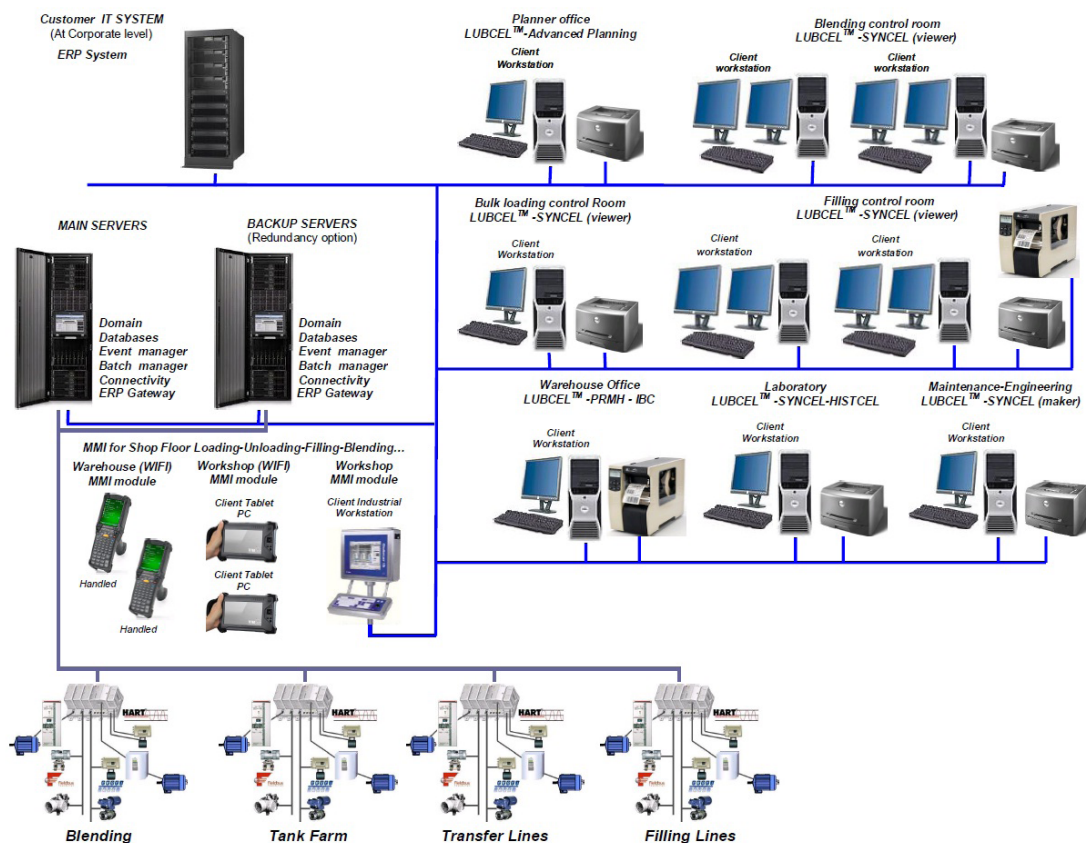 Customer IT SYSTEM
(At Corporate level)
ERP System
Planner office
LUBCEL™-Advanced Planning
Client
Workstation
Blending control room
LUBCEL™ -SYNCEL (viewer)
Client
workstation
Client
workstation
MAIN SERVERS
BACKUP SERVERS
(Redundancy option)
Domain
Databases
Event manager
Batch manager
Connectivity
ERP Gateway
Domain
Databases
Event manager
Batch manager
Connectivity
ERP Gateway
Bulk loading control Room
LUBCEL™ -SYNCEL (viewer)
Client
Workstation
Filling control room
LUBCEL™ -SYNCEL (viewer)
Client
workstation
Client
workstation
Warehouse Office
LUBCEL™ -PRMH - IBC
Client
Workstation
Laboratory
LUBCEL™ -SYNCEL-HISTCEL
Client
Workstation
Maintenance-Engineering
LUBCEL™ -SYNCEL (maker)
Client
Workstation
MMI for Shop Floor Loading-Unloading-Filling-Blending…
Warehouse (WIFI)
MMI module
Handled
Handled
Workshop (WIFI)
MMI module
Client Tablet
PC
Client Tablet
PC
Workshop
MMI module
Client Industrial
Workstation
HART
HART
HART
HART
Blending
Tank Farm
Transfer Lines
Filling Lines